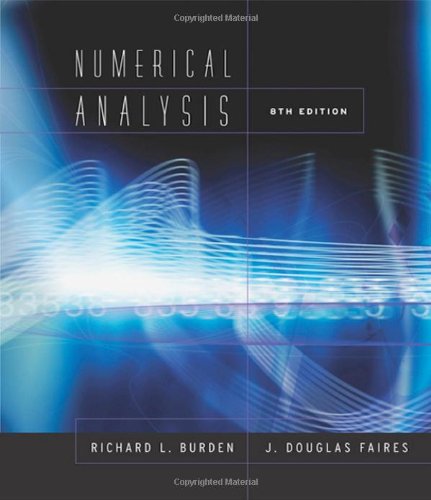 Copyrighted Material
NUMERICAL
ANALYSIS
8TH EDITION
RICHARD L. BURDEN
J. DOUGLAS FAIRES
Copyrighted Material